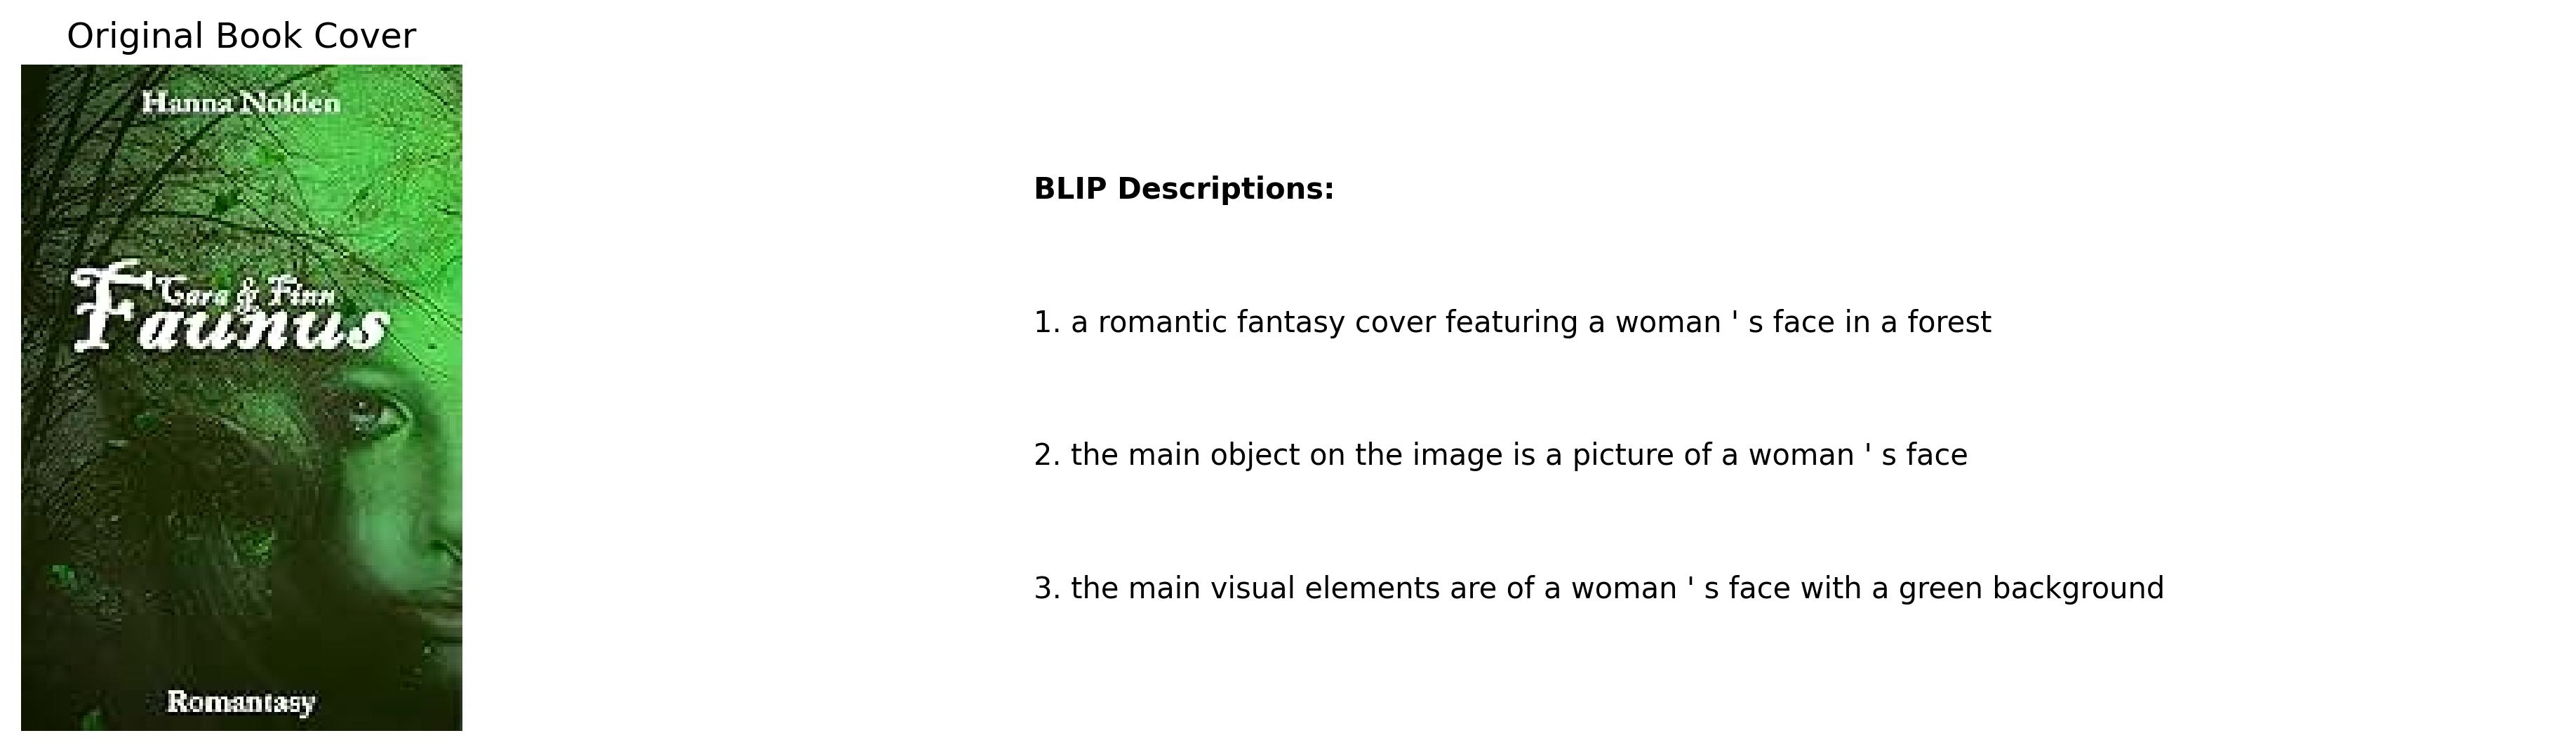 Original Book Cover
Hanna Nolden
Cara & Finn
Faunus
Romantasy
BLIP Descriptions:
1. a romantic fantasy cover featuring a woman ' s face in a forest
2. the main object on the image is a picture of a woman ' s face
3. the main visual elements are of a woman ' s face with a green background